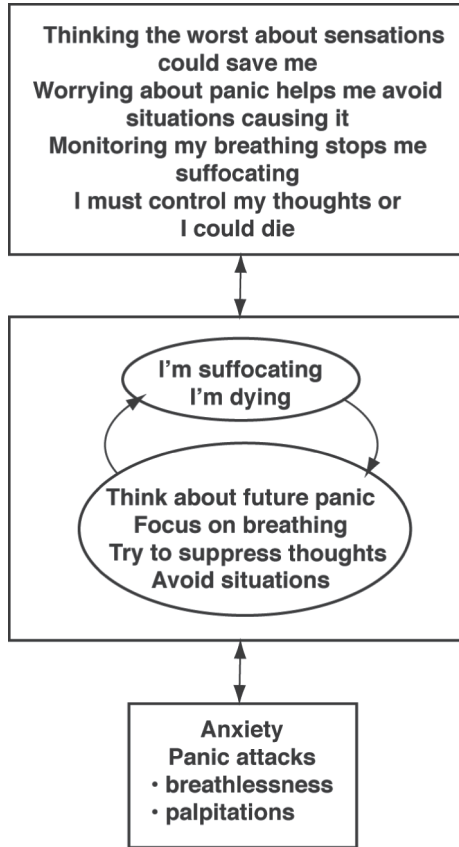 Thinking the worst about sensations
could save me
Worrying about panic helps me avoid
situations causing it
Monitoring my breathing stops me
suffocating
I must control my thoughts or
I could die
I'm suffocating
I'm dying
Think about future panic
Focus on breathing
Try to suppress thoughts
Avoid situations
Anxiety
Panic attacks
• breathlessness
• palpitations